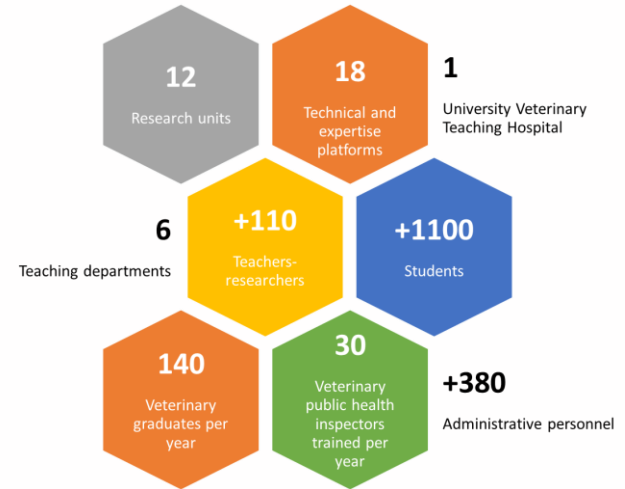 12
Research units
18
Technical and
expertise
platforms
1
University Veterinary
Teaching Hospital
6
Teaching departments
+110
Teachers-
researchers
+1100
Students
140
Veterinary
graduates per
year
30
Veterinary
public health
inspectors
trained per
year
+380
Administrative personnel